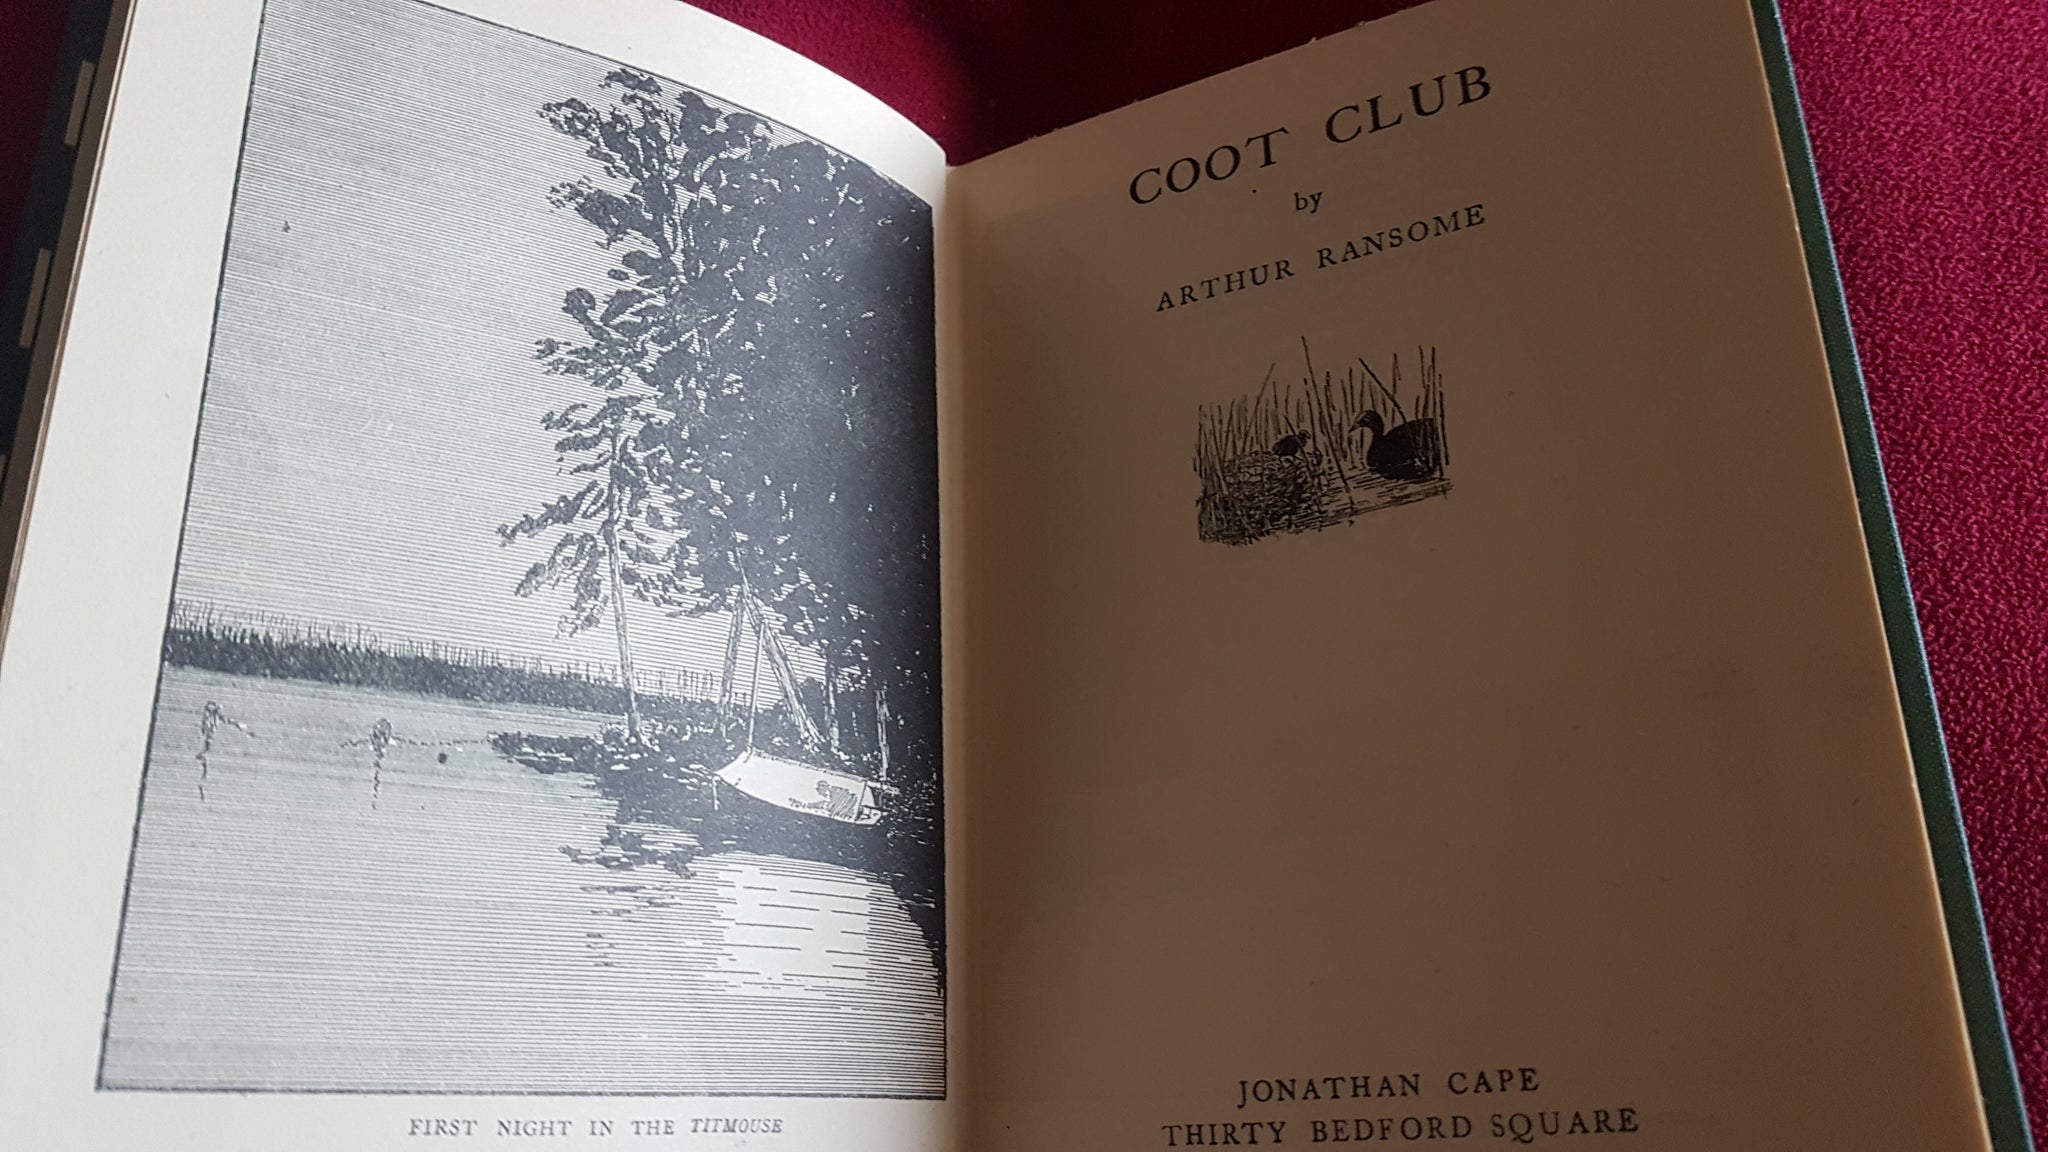 FIRST NIGHT IN THE TITMOUSE
COOT CLUB
by
ARTHUR RANSOME
JONATHAN CAPE
THIRTY BEDFORD SQUARE